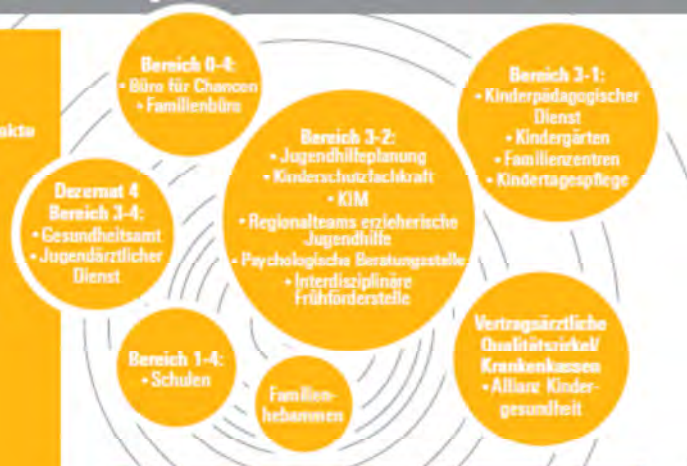 Bereich 0-4:
• Büro für Chancen
• Familienbüro
Bereich 3-1:
• Kinderpädagogischer
Dienst
• Kindergärten
• Familienzentren
• Kindertagespflege
Bereich 3-2:
• Jugendhilfeplanung
• Kinderschutzfachkraft
• KIM
• Regionalteams erzieherische
Jugendhilfe
• Psychologische Beratungsstelle
• Interdisziplinäre
Frühförderstelle
Dezernat 4
Bereich 3-4:
• Gesundheitsamt
• Jugendärztlicher
Dienst
Bereich 1-4:
• Schulen
Familien-
hebammen
Vertragsärztliche
Qualitätszirkel/
Krankenkassen
• Allianz Kinder-
gesundheit